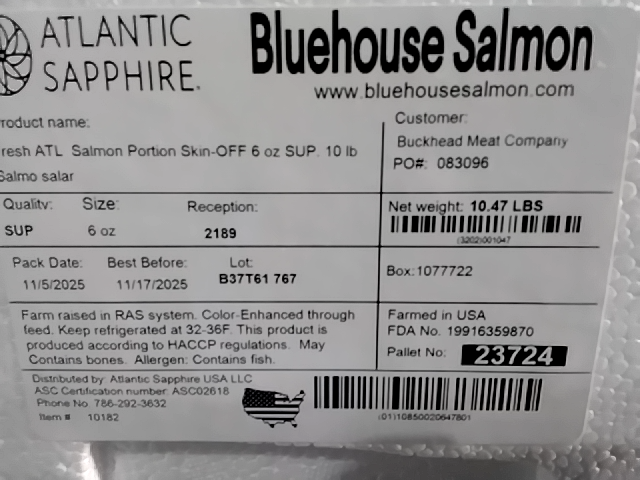 ATLANTIC
SAPPHIRE.
Bluehouse Salmon
www.bluehousesalmon.com
roduct name:
resh ATL Salmon Portion Skin-OFF 6 oz SUP. 10 lb
Salmo salar
Customer:
Buckhead Meat Company
PO#: 083096
Quality: Size: Reception:
SUP 6 oz 2189
Net weight: 10.47 LBS
(3202)001047
Pack Date: Best Before: Lot:
11/5/2025 11/17/2025 B37T61 767
Box:1077722
Farm raised in RAS system. Color-Enhanced through
feed. Keep refrigerated at 32-36F. This product is
produced according to HACCP regulations. May
Contains bones. Allergen: Contains fish.
Farmed in USA
FDA No. 19916359870
Pallet No: 23724
Distributed by: Atlantic Sapphire USA LLC
ASC Certification number: ASC02618
Phone No. 786-292-3632
Item # 10182
(01)10850020647801